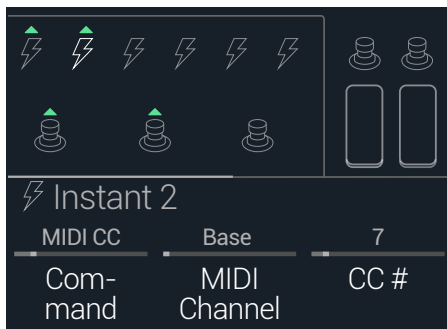 Instant 2
MIDI CC Base 7
Com- MIDI CC #
mand Channel